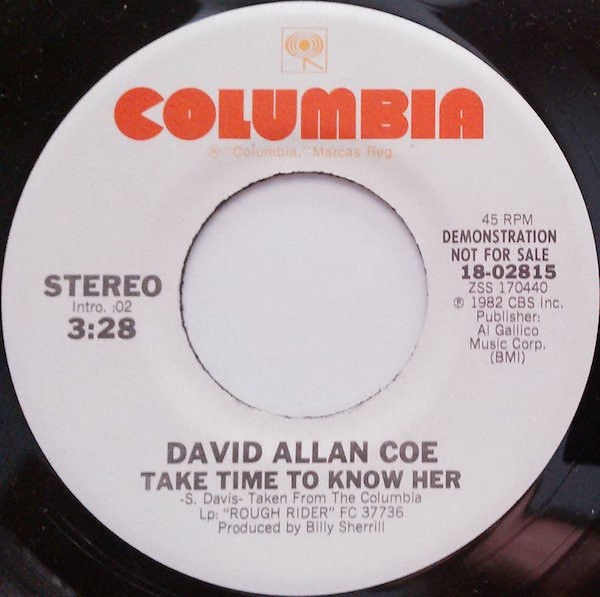 COLUMBIA
® "Columbia," Marcas Reg.
45 RPM
DEMONSTRATION
NOT FOR SALE
18-02815
ZSS 170440
℗ 1982 CBS Inc.
Publisher:
Al Gallico
Music Corp.
(BMI)
STEREO
Intro. :02
3:28
DAVID ALLAN COE
TAKE TIME TO KNOW HER
-S. Davis- Taken From The Columbia
Lp: "ROUGH RIDER" FC 37736
Produced by Billy Sherrill